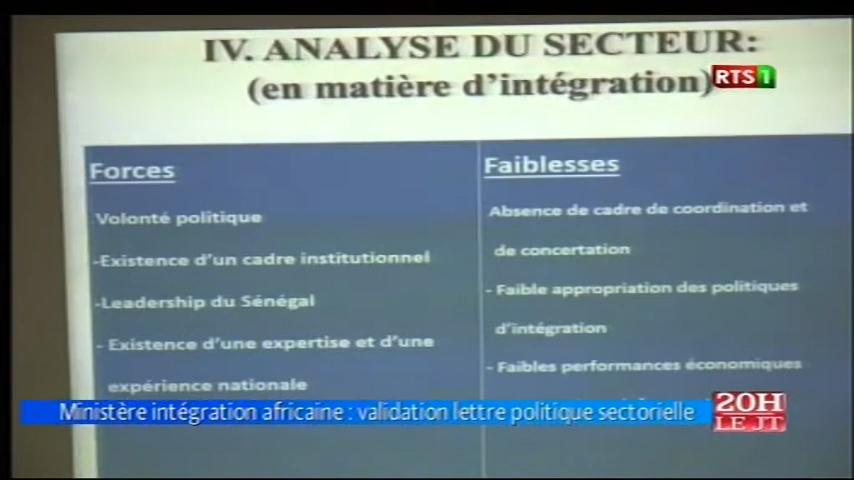 IV. ANALYSE DU SECTEUR:
(en matière d'intégration)
RTS1
Forces
Volonté politique
-Existence d'un cadre institutionnel
-Leadership du Sénégal
- Existence d'une expertise et d'une
expérience nationale
Faiblesses
Absence de cadre de coordination et
de concertation
- Faible appropriation des politiques
d'intégration
- Faibles performances économiques
Ministère intégration africaine : validation lettre politique sectorielle
20H
LE JT